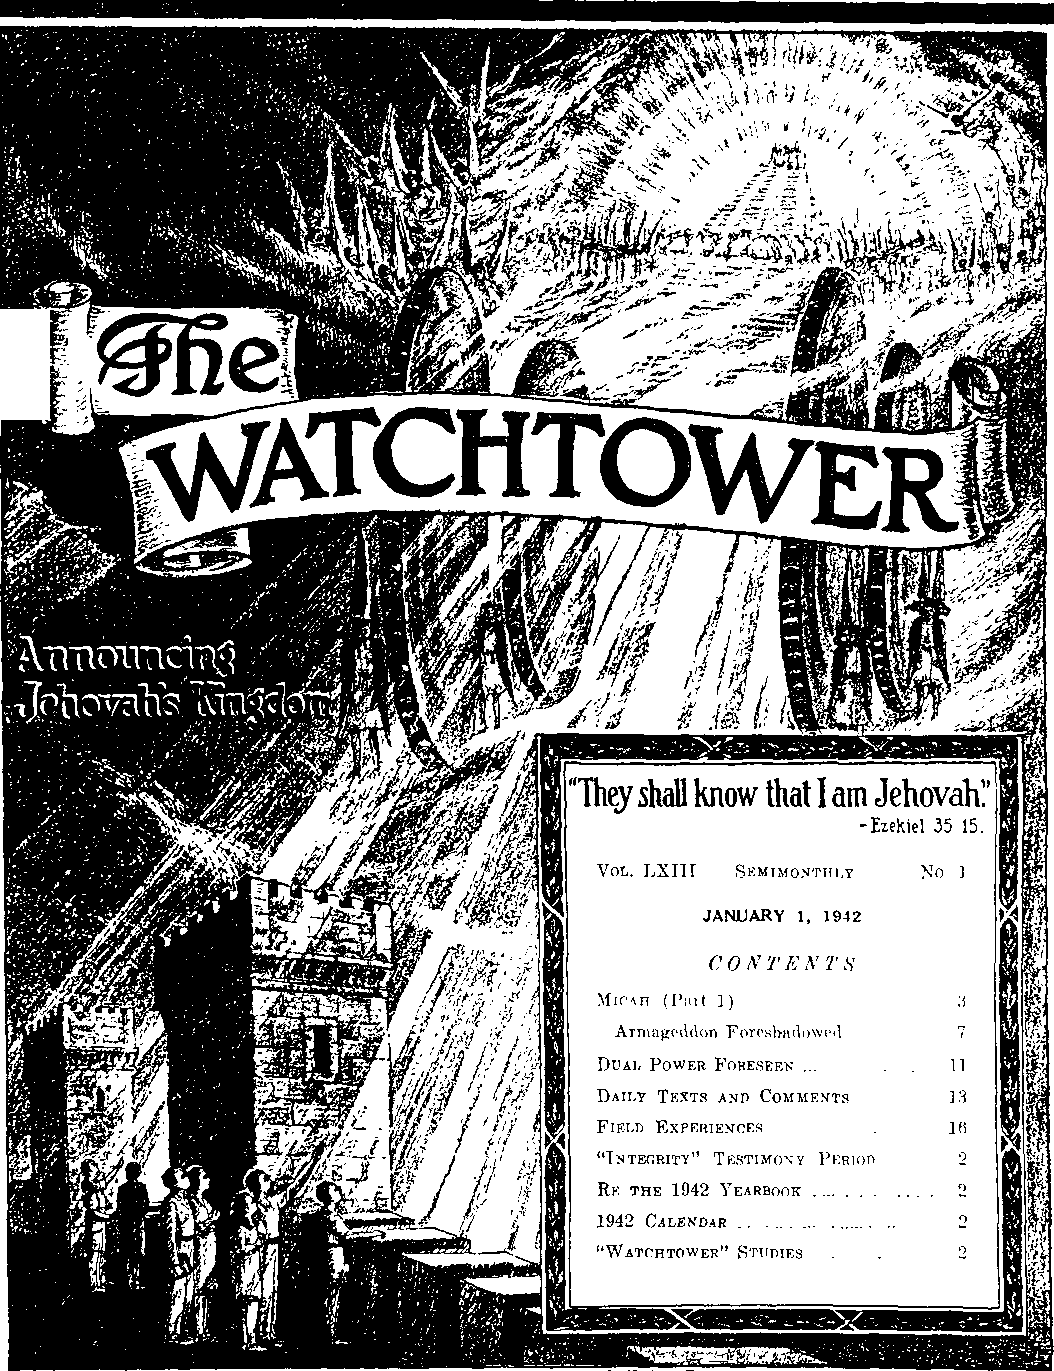 The
WATCHTOWER
Announcing
Jehovah's Kingdom
"They shall know that I am Jehovah."
-Ezekiel 35 15.
VOL. LXIII SEMIMONTHLY No 1
JANUARY 1, 1942
CONTENTS
MICAH (Part 1) 3
Armageddon Foreshadowed 7
DUAL POWER FORESEEN ... . . 11
DAILY TEXTS AND COMMENTS 13
FIELD EXPERIENCES . 16
"INTEGRITY" TESTIMONY PERIOD 2
RE THE 1942 YEARBOOK ... . . . . . . . . 2
1942 CALENDAR .. . . . .. ...... . .. 2
"WATCHTOWER" STUDIES . . 2